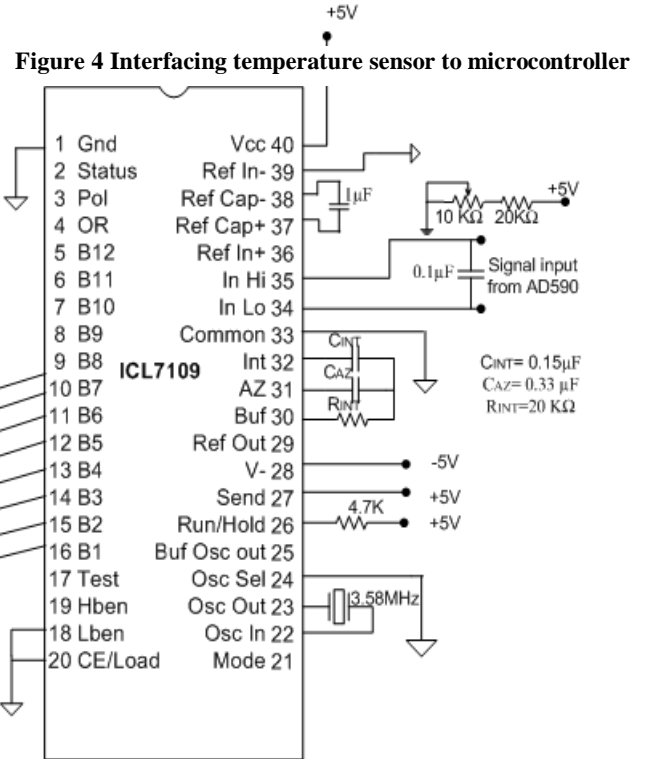 +5V
Figure 4 Interfacing temperature sensor to microcontroller
1 Gnd
2 Status
3 Pol
4 OR
5 B12
6 B11
7 B10
8 B9
9 B8
10 B7
11 B6
12 B5
13 B4
14 B3
15 B2
16 B1
17 Test
19 Hben
18 Lben
20 CE/Load
ICL7109
Vcc 40
Ref In- 39
Ref Cap- 38
Ref Cap+ 37
Ref In+ 36
In Hi 35
In Lo 34
Common 33
Int 32
AZ 31
Buf 30
Ref Out 29
V- 28
Send 27
Run/Hold 26
Buf Osc out 25
Osc Sel 24
Osc Out 23
Osc In 22
Mode 21
1µF
+5V
10 KΩ 20KΩ
0.1µF
Signal input
from AD590
CINT
CAZ
RINT
CINT= 0.15µF
CAZ= 0.33 µF
RINT=20 KΩ
-5V
+5V
4.7K
+5V
3.58MHz